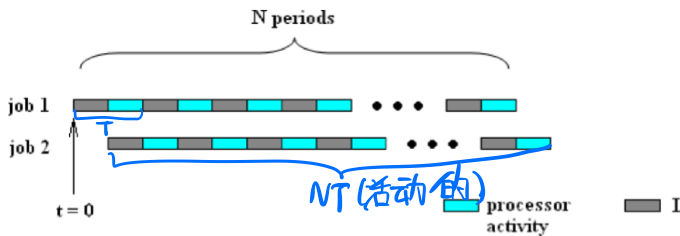 N periods
job 1
T
job 2
NT(活动的)
t = 0
processor
activity
I